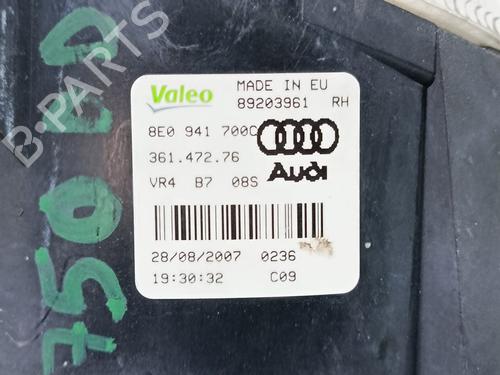 Valeo
MADE IN EU
89203961 RH
8E0 941 700C
361.472.76
Audi
VR4 B7 08S
28/08/2007 0236
19:30:32 C09
750
B-PARTS